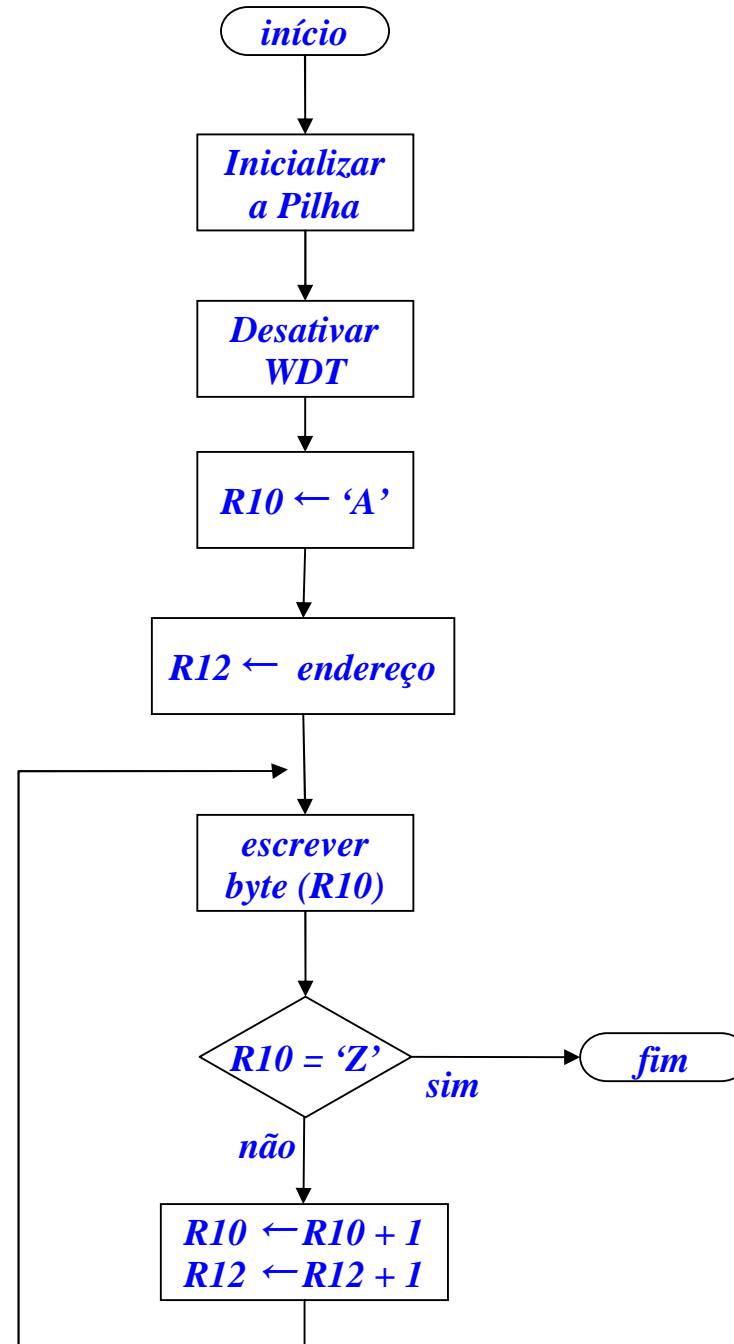 início
Inicializar
a Pilha
Desativar
WDT
R10 ← ‘A’
R12 ← endereço
escrever
byte (R10)
R10 = ‘Z’
sim
fim
não
R10 ← R10 + 1
R12 ← R12 + 1